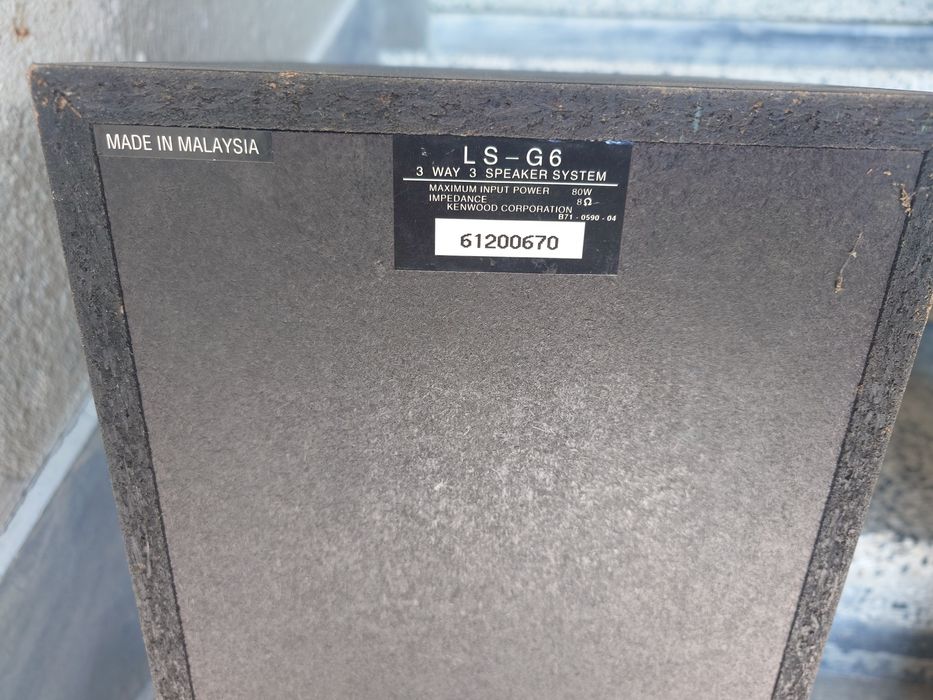 MADE IN MALAYSIA
LS-G6
3 WAY 3 SPEAKER SYSTEM
MAXIMUM INPUT POWER 80W
IMPEDANCE 8Ω
KENWOOD CORPORATION
B71-0590-04
61200670